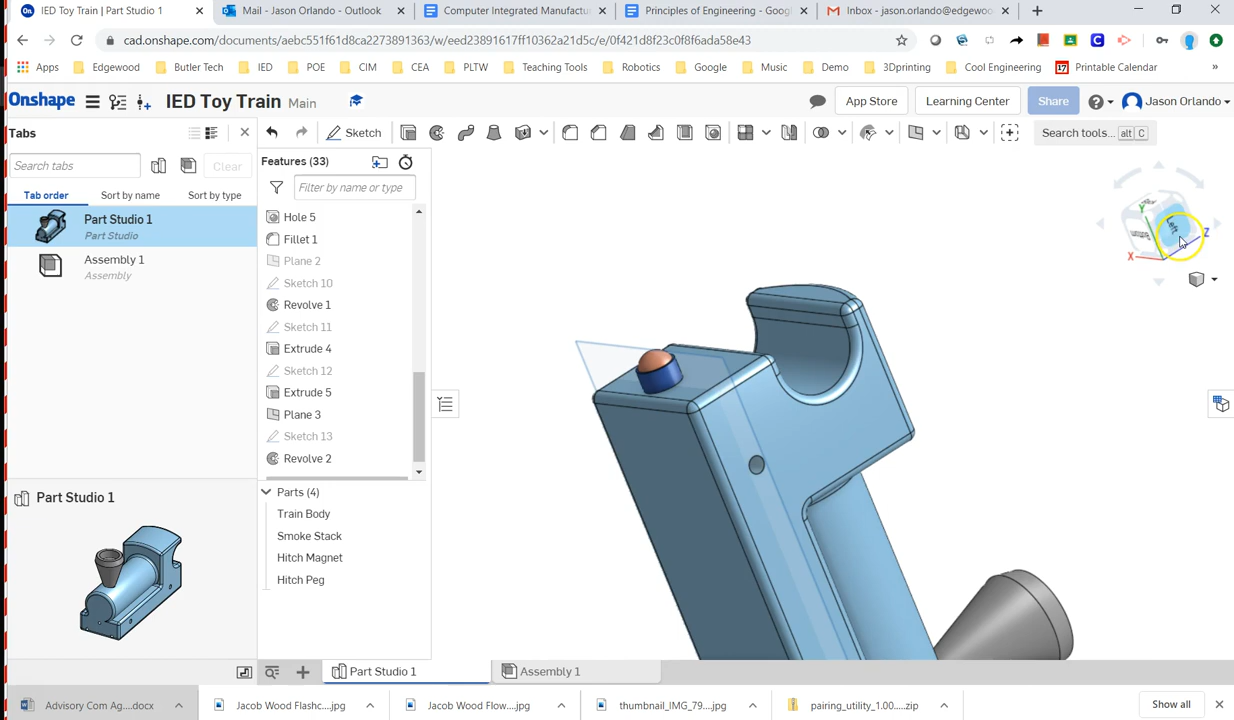 IED Toy Train | Part Studio 1
Mail - Jason Orlando - Outlook
Computer Integrated Manufactu
Principles of Engineering - Goog
Inbox - jason.orlando@edgewoo
cad.onshape.com/documents/aebc551f61d8ca2273891363/w/eed23891617ff10362a21d5c/e/0f421d8f23c0f8f6ada58e43
Apps
Edgewood
Butler Tech
IED
POE
CIM
CEA
PLTW
Teaching Tools
Robotics
Google
Music
Demo
3Dprinting
Cool Engineering
17
Printable Calendar
»
Onshape
IED Toy Train Main
App Store
Learning Center
Share
Jason Orlando
Tabs
Sketch
Search tools...
alt C
Search tabs
Clear
Tab order
Sort by name
Sort by type
Part Studio 1
Part Studio
Assembly 1
Assembly
Features (33)
Filter by name or type
Hole 5
Fillet 1
Plane 2
Sketch 10
Revolve 1
Sketch 11
Extrude 4
Sketch 12
Extrude 5
Plane 3
Sketch 13
Revolve 2
Parts (4)
Train Body
Smoke Stack
Hitch Magnet
Hitch Peg
Y
Left
Z
X
Part Studio 1
Part Studio 1
Assembly 1
Advisory Com Ag....docx
Jacob Wood Flashc....jpg
Jacob Wood Flow....jpg
thumbnail_IMG_79....jpg
pairing_utility_1.00....zip
Show all